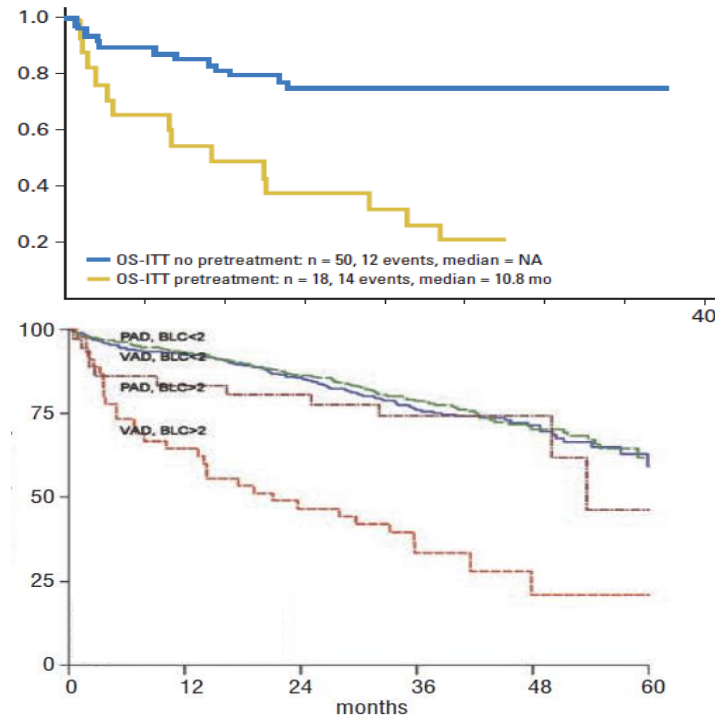 1.0
0.8
0.6
0.4
0.2
OS-ITT no pretreatment: n = 50, 12 events, median = NA
OS-ITT pretreatment: n = 18, 14 events, median = 10.8 mo
40
100
75
50
25
0
PAD, BLC<2
VAD, BLC<2
PAD, BLC>2
VAD, BLC>2
0 12 24 36 48 60
months